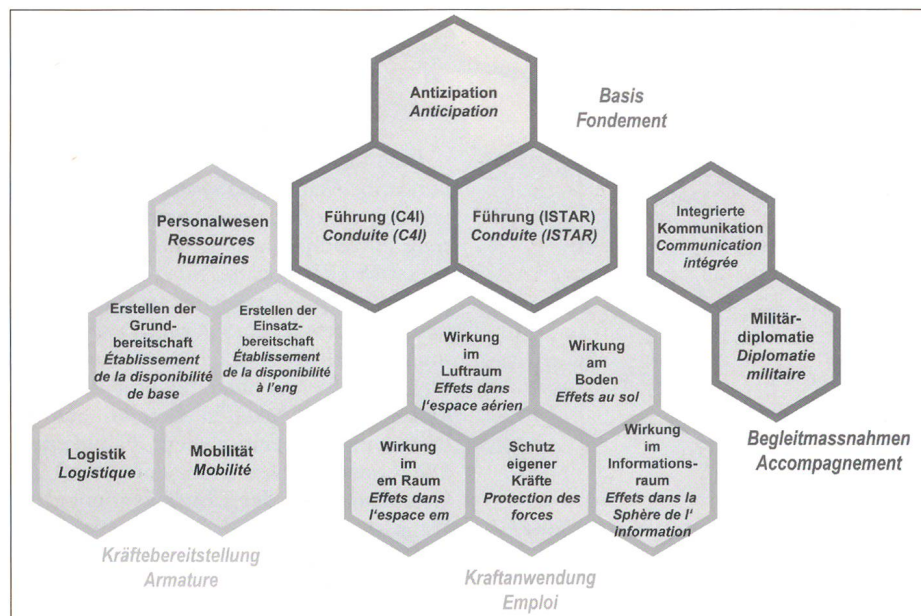 Antizipation
Anticipation
Basis
Fondement
Führung (C4I)
Conduite (C4I)
Führung (ISTAR)
Conduite (ISTAR)
Personalwesen
Ressources
humaines
Erstellen der
Grund-
bereitschaft
Établissement
de la disponibilité
de base
Erstellen der
Einsatz-
bereitschaft
Établissement
de la disponibilité
à l'eng
Logistik
Logistique
Mobilität
Mobilité
Kräftebereitstellung
Armature
Wirkung
im
Luftraum
Effets dans
l'espace aérien
Wirkung
am
Boden
Effets au sol
Wirkung
im
em Raum
Effets dans
l'espace em
Schutz
eigener
Kräfte
Protection des
forces
Wirkung
im
Informations-
raum
Effets dans la
Sphère de l'
information
Kraftanwendung
Emploi
Integrierte
Kommunikation
Communication
intégrée
Militär-
diplomatie
Diplomatie
militaire
Begleitmassnahmen
Accompagnement